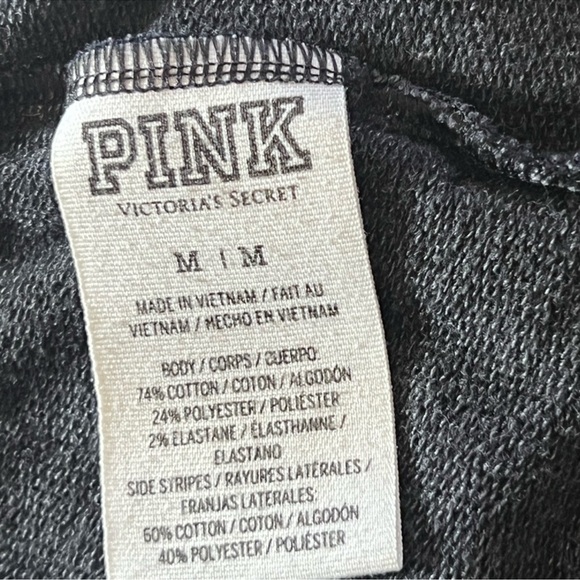 PINK
VICTORIA'S SECRET
M | M
MADE IN VIETNAM / FAIT AU
VIETNAM / HECHO EN VIETNAM
BODY / CORPS / CUERPO:
74% COTTON / COTON / ALGODÓN
24% POLYESTER / POLIÉSTER
2% ELASTANE / ÉLASTHANNE /
ELASTANO
SIDE STRIPES / RAYURES LATÉRALES /
FRANJAS LATERALES:
60% COTTON / COTON / ALGODÓN
40% POLYESTER / POLIÉSTER